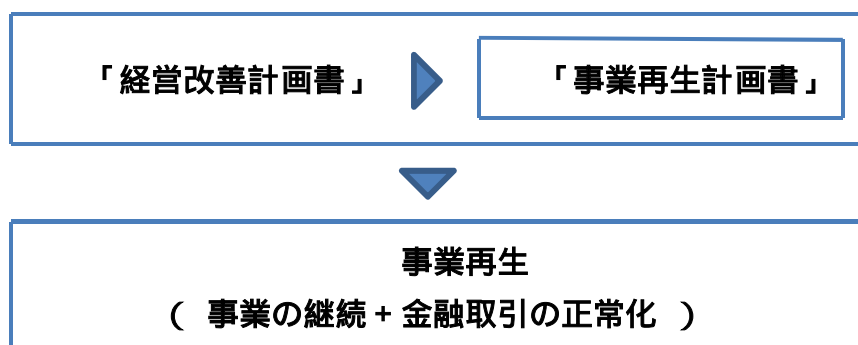 「経営改善計画書」 「事業再生計画書」
事業再生
( 事業の継続 + 金融取引の正常化 )